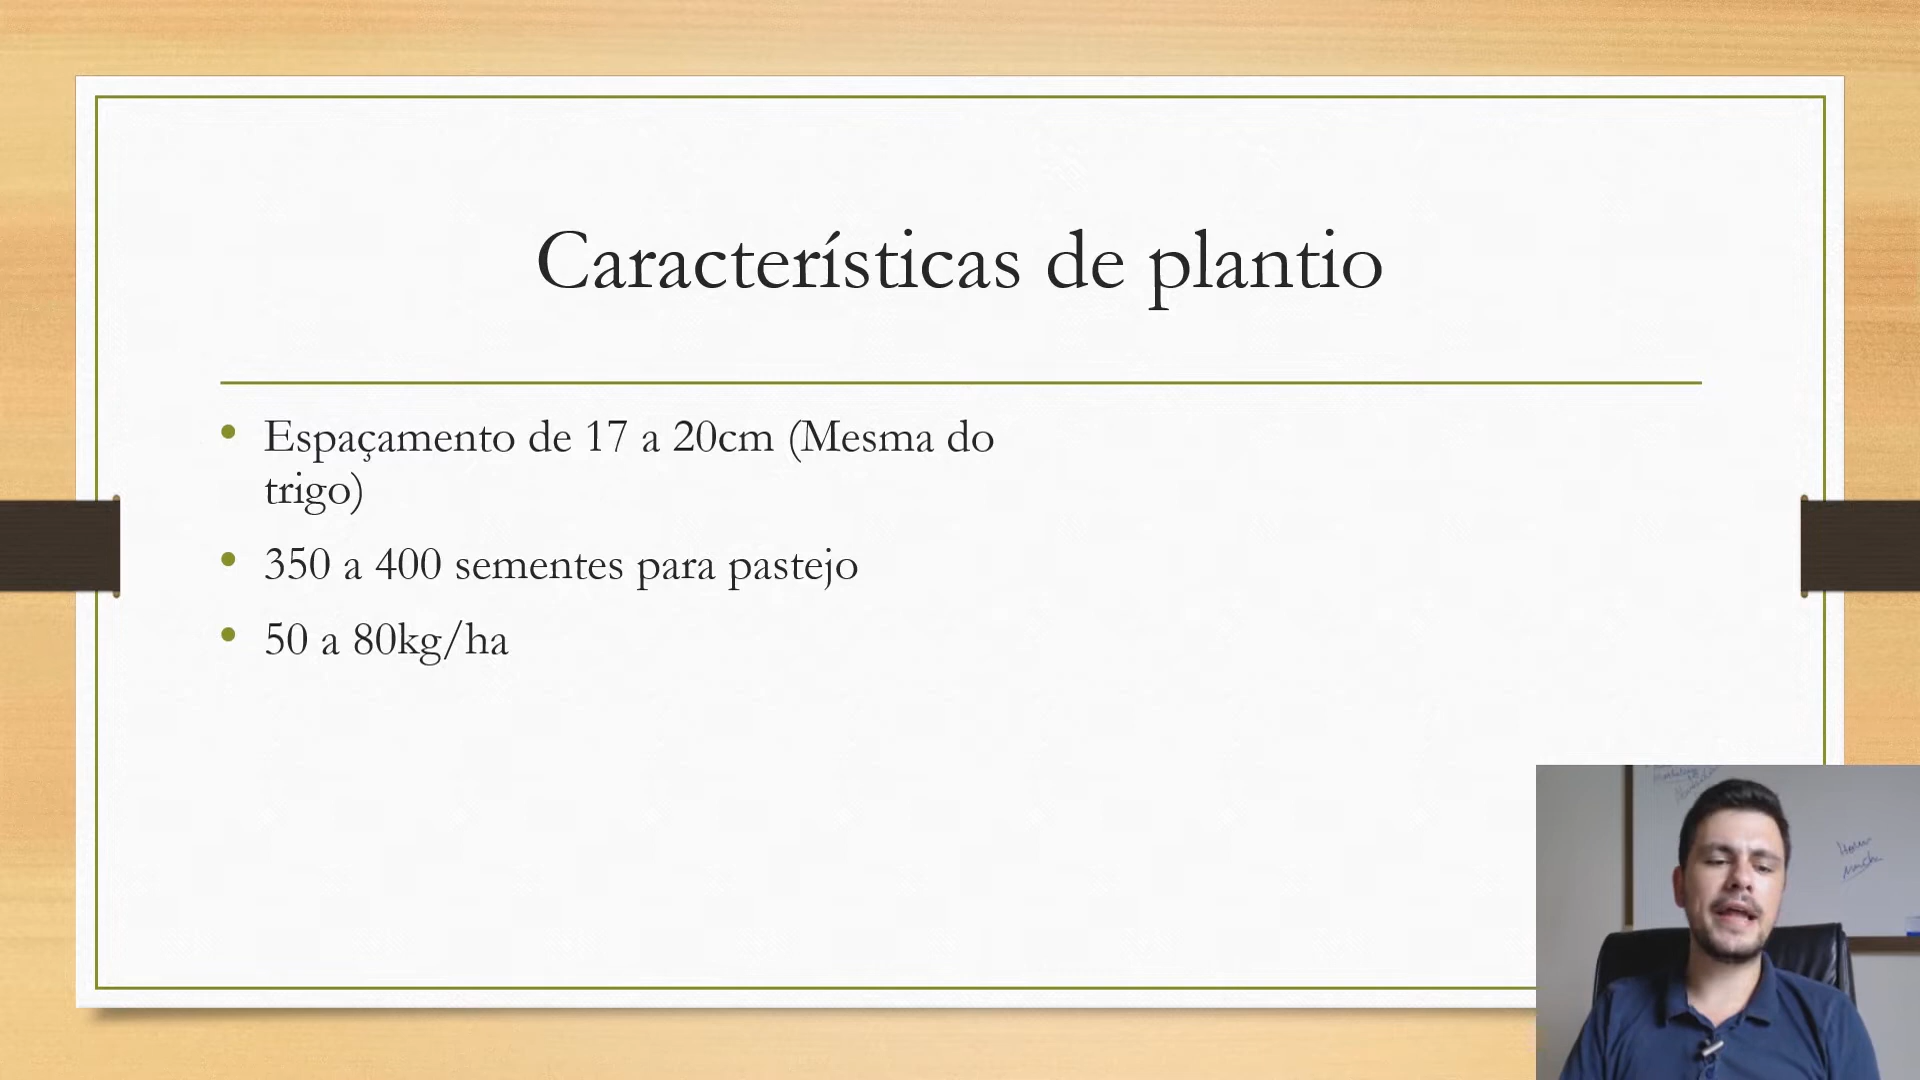 Características de plantio
Espaçamento de 17 a 20cm (Mesma do
trigo)
350 a 400 sementes para pastejo
50 a 80kg/ha